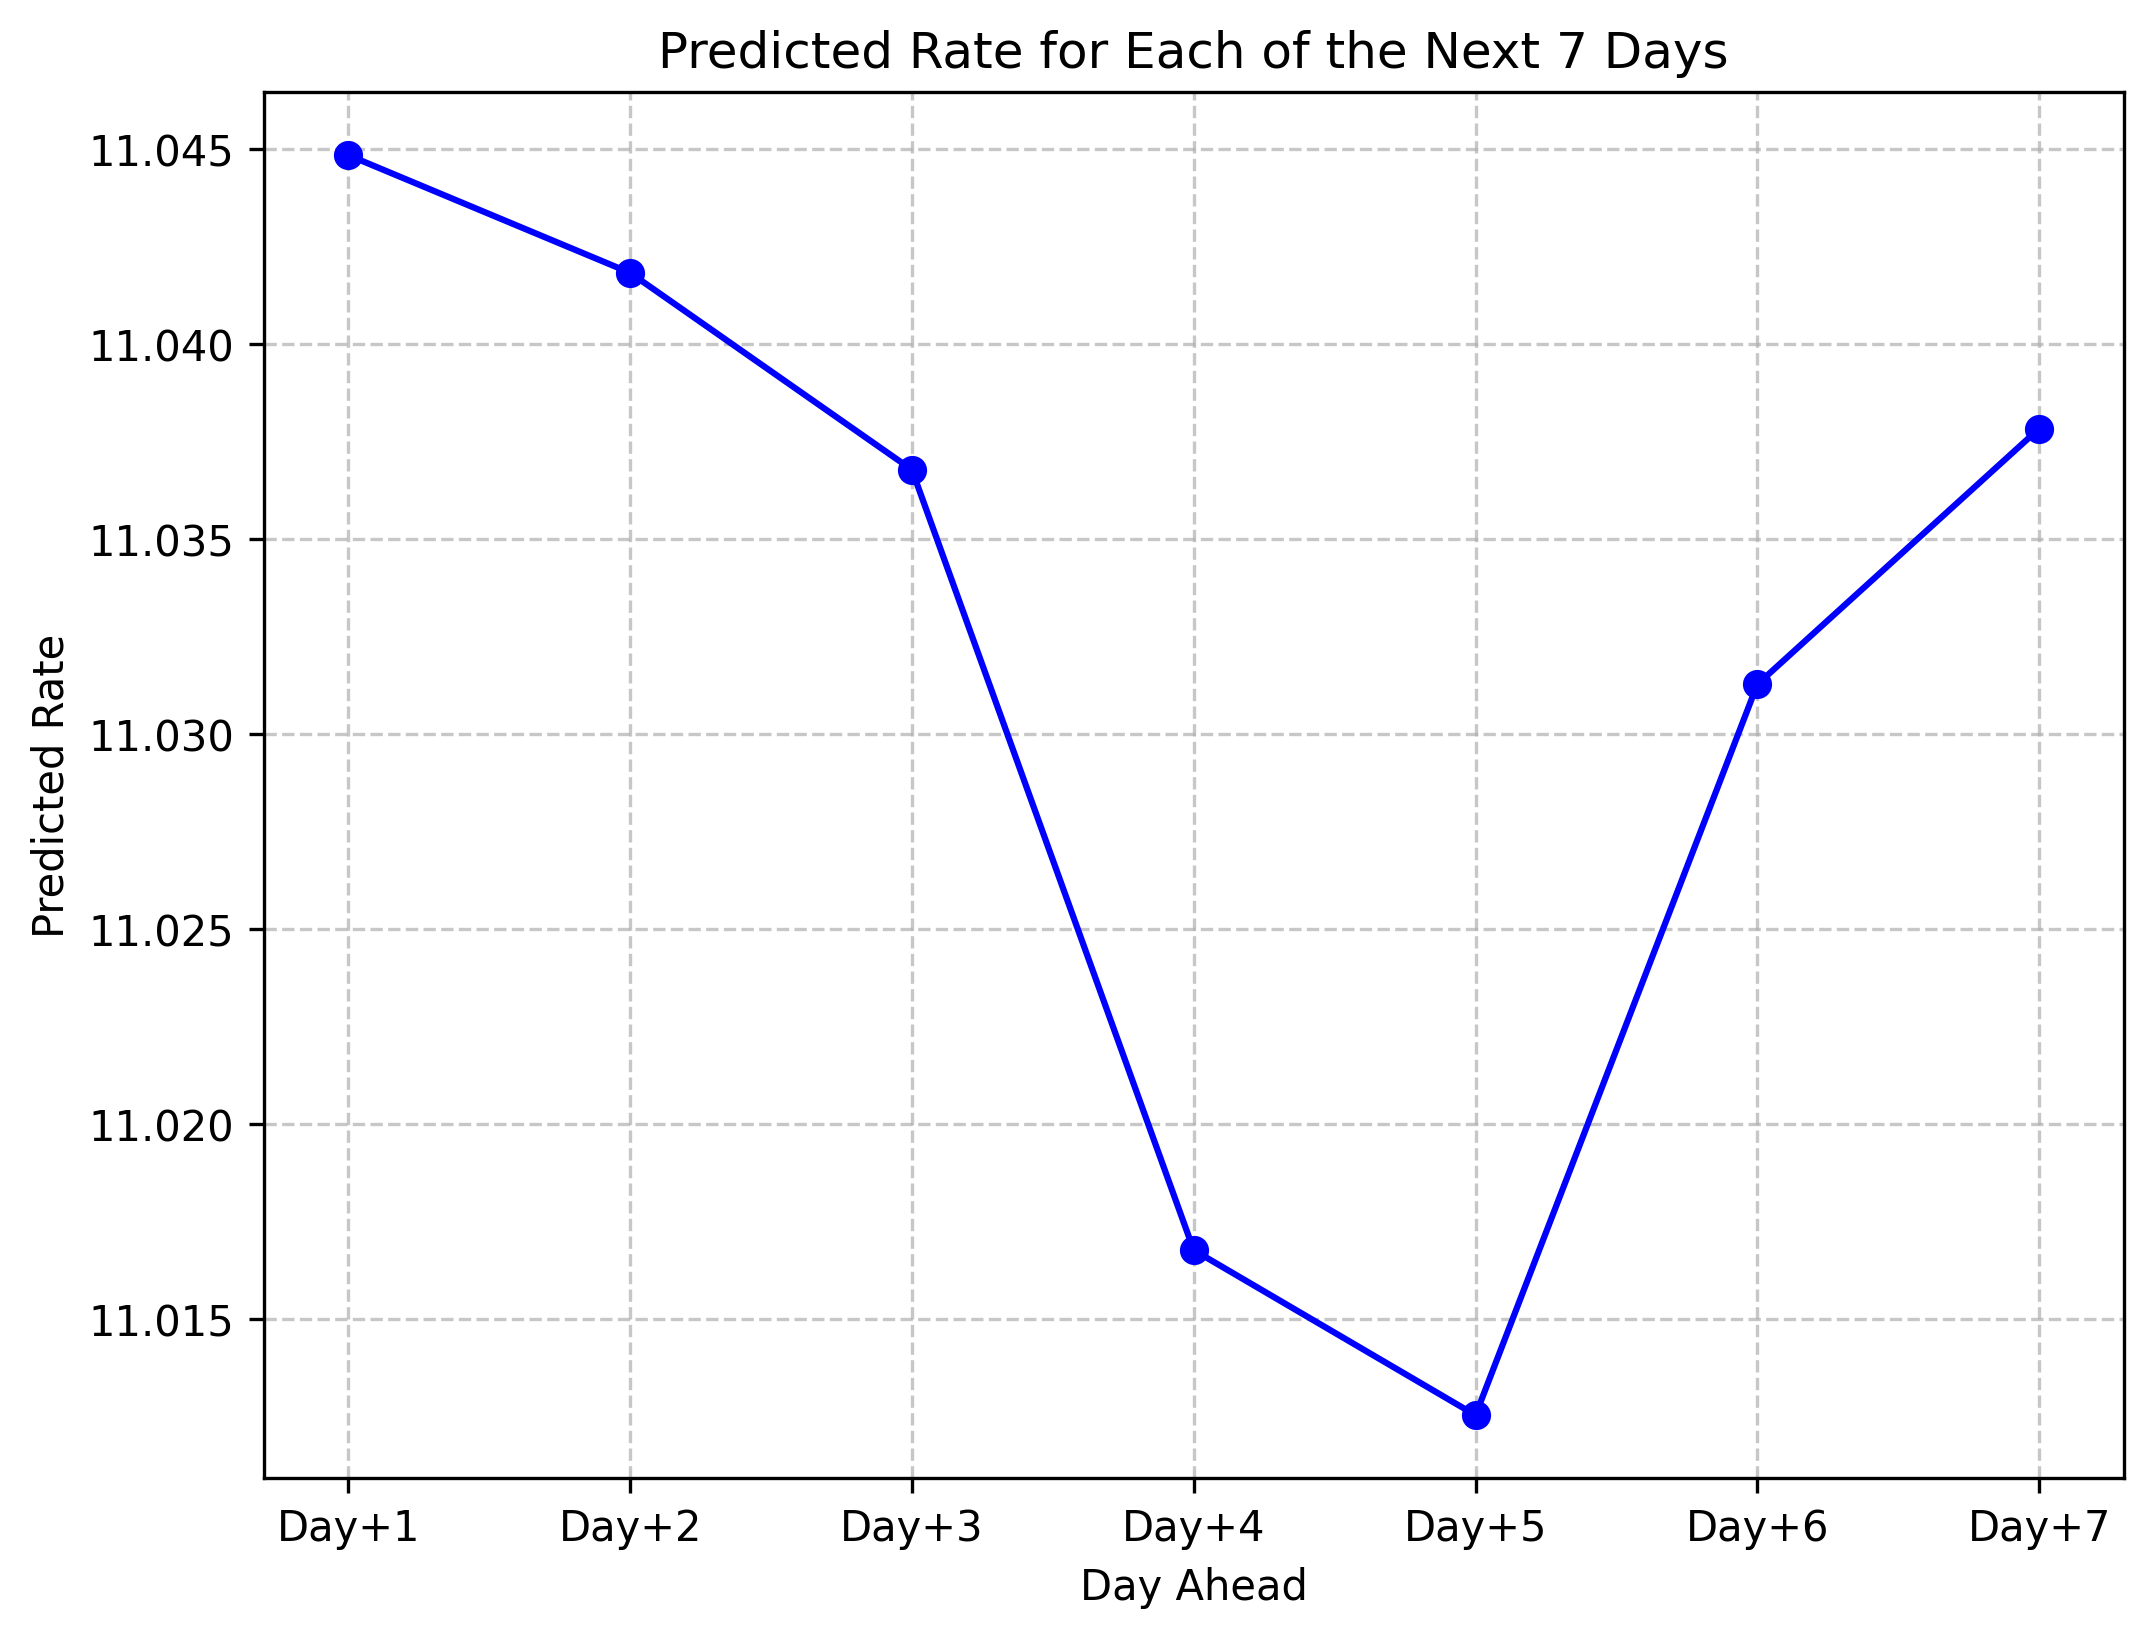 Predicted Rate for Each of the Next 7 Days
11.045
11.040
11.035
11.030
11.025
11.020
11.015
Predicted Rate
Day+1 Day+2 Day+3 Day+4 Day+5 Day+6 Day+7
Day Ahead